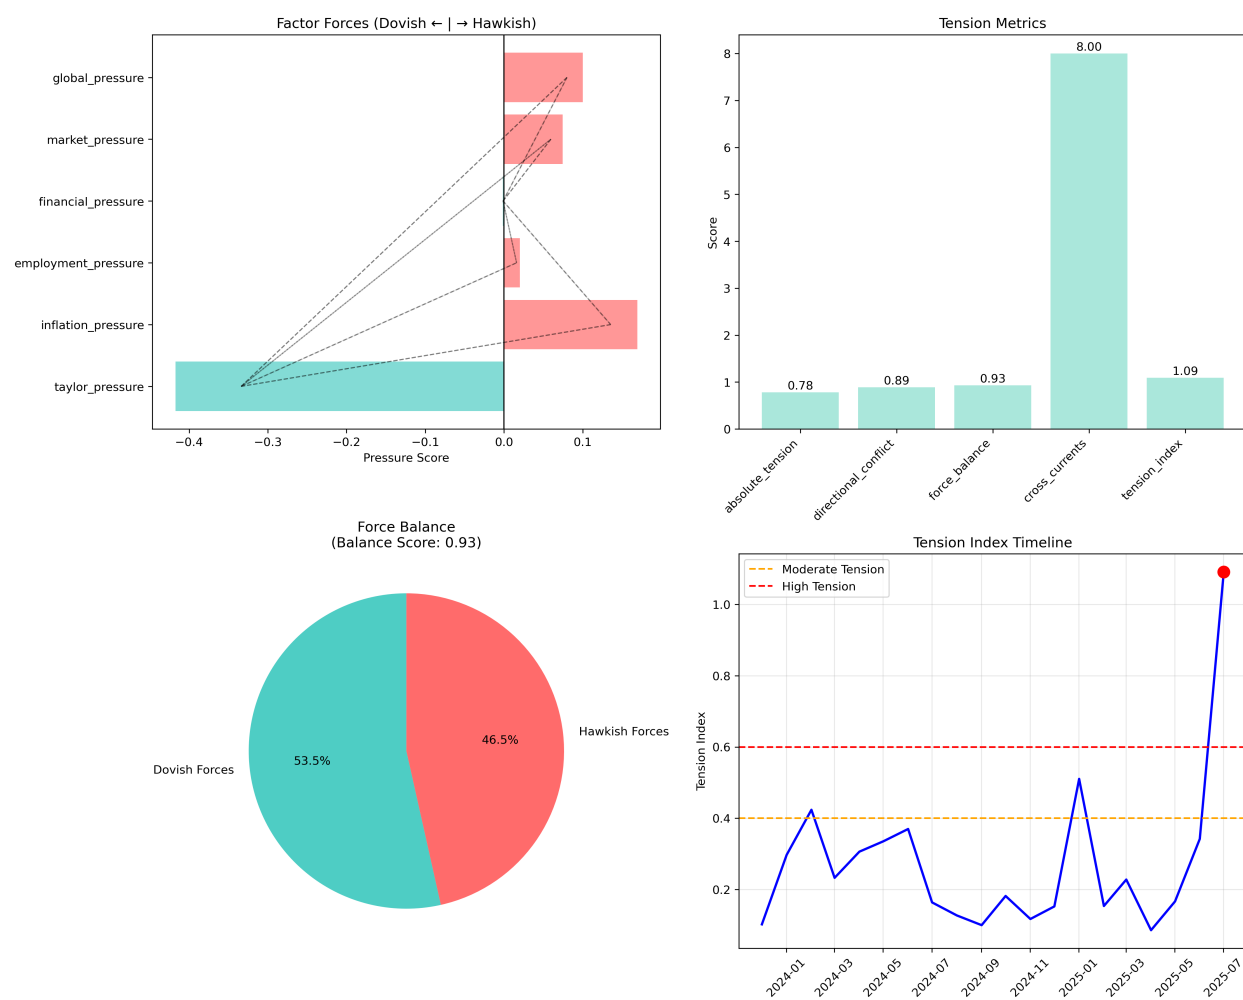 Factor Forces (Dovish ← | → Hawkish)
global_pressure
market_pressure
financial_pressure
employment_pressure
inflation_pressure
taylor_pressure
−0.4 −0.3 −0.2 −0.1 0.0 0.1
Pressure Score
Tension Metrics
Score
8
7
6
5
4
3
2
1
0
0.78 0.89 0.93 8.00 1.09
absolute_tension
directional_conflict
force_balance
cross_currents
tension_index
Force Balance
(Balance Score: 0.93)
Dovish Forces
53.5%
46.5%
Hawkish Forces
Tension Index Timeline
Moderate Tension
High Tension
Tension Index
1.0
0.8
0.6
0.4
0.2
2024-01
2024-03
2024-05
2024-07
2024-09
2024-11
2025-01
2025-03
2025-05
2025-07